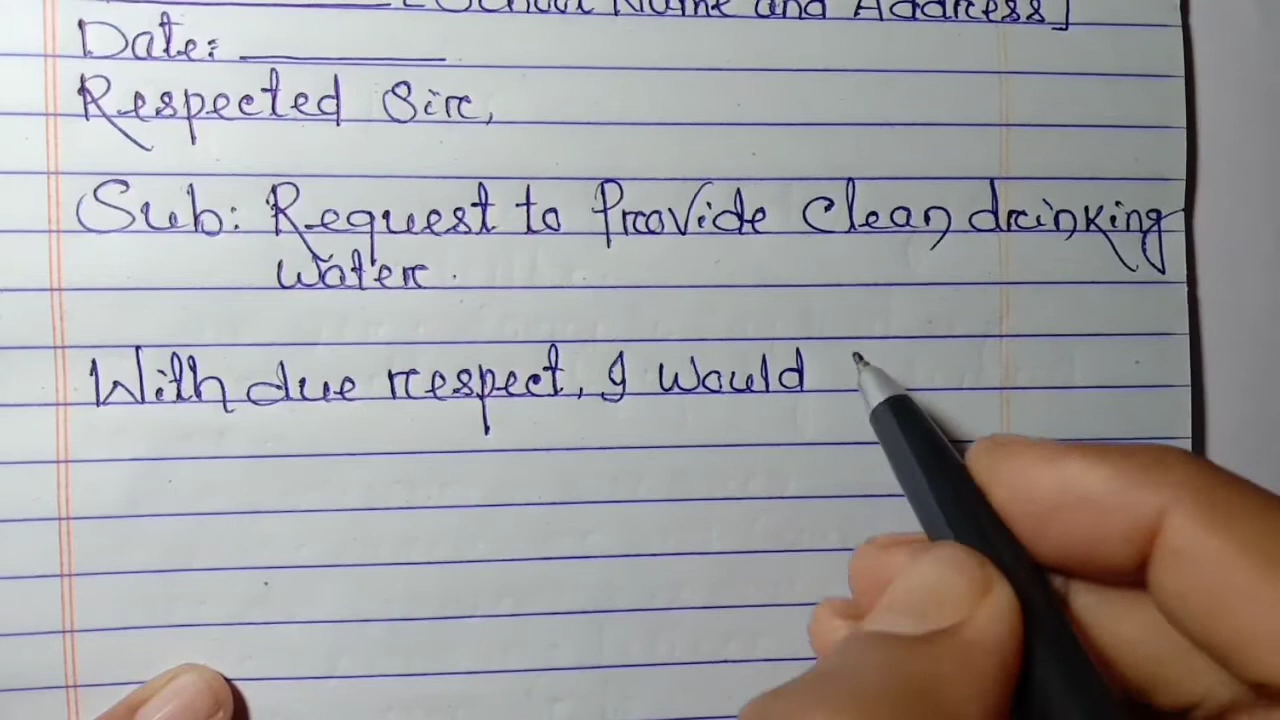 [School Name and Address]
Date: ________
Respected Sir,
Sub: Request to Provide Clean drinking
water.
With due respect, I would